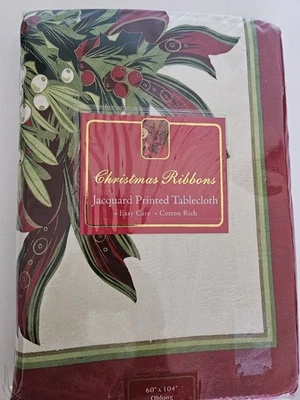 Christmas Ribbons
Jacquard Printed Tablecloth
• Easy Care • Cotton Rich
60" x 104"
Oblong